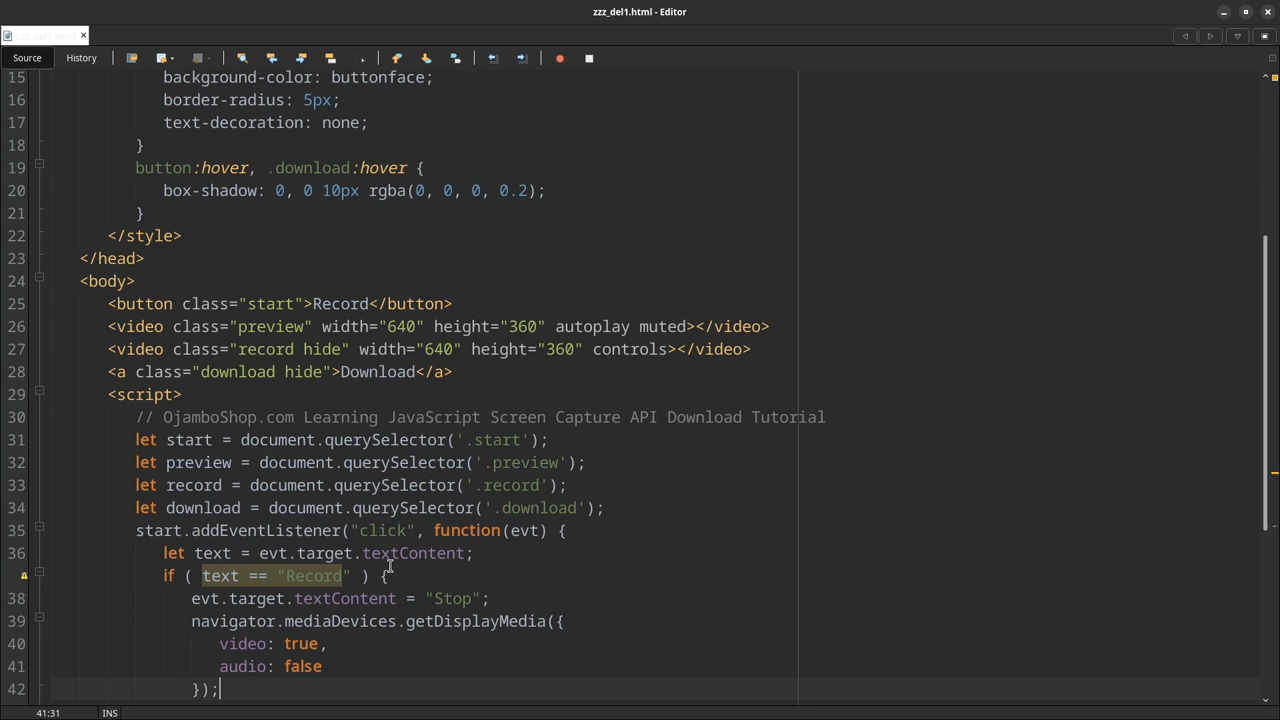 zzz_del1.html - Editor
zzz_del1.html
Source History
15 background-color: buttonface;
16 border-radius: 5px;
17 text-decoration: none;
18 }
19 button:hover, .download:hover {
20 box-shadow: 0, 0 10px rgba(0, 0, 0, 0.2);
21 }
22 </style>
23 </head>
24 <body>
25 <button class="start">Record</button>
26 <video class="preview" width="640" height="360" autoplay muted></video>
27 <video class="record hide" width="640" height="360" controls></video>
28 <a class="download hide">Download</a>
29 <script>
30 // OjamboShop.com Learning JavaScript Screen Capture API Download Tutorial
31 let start = document.querySelector('.start');
32 let preview = document.querySelector('.preview');
33 let record = document.querySelector('.record');
34 let download = document.querySelector('.download');
35 start.addEventListener("click", function(evt) {
36 let text = evt.target.textContent;
if ( text == "Record" ) {
38 evt.target.textContent = "Stop";
39 navigator.mediaDevices.getDisplayMedia({
40 video: true,
41 audio: false
42 });
41:31 INS